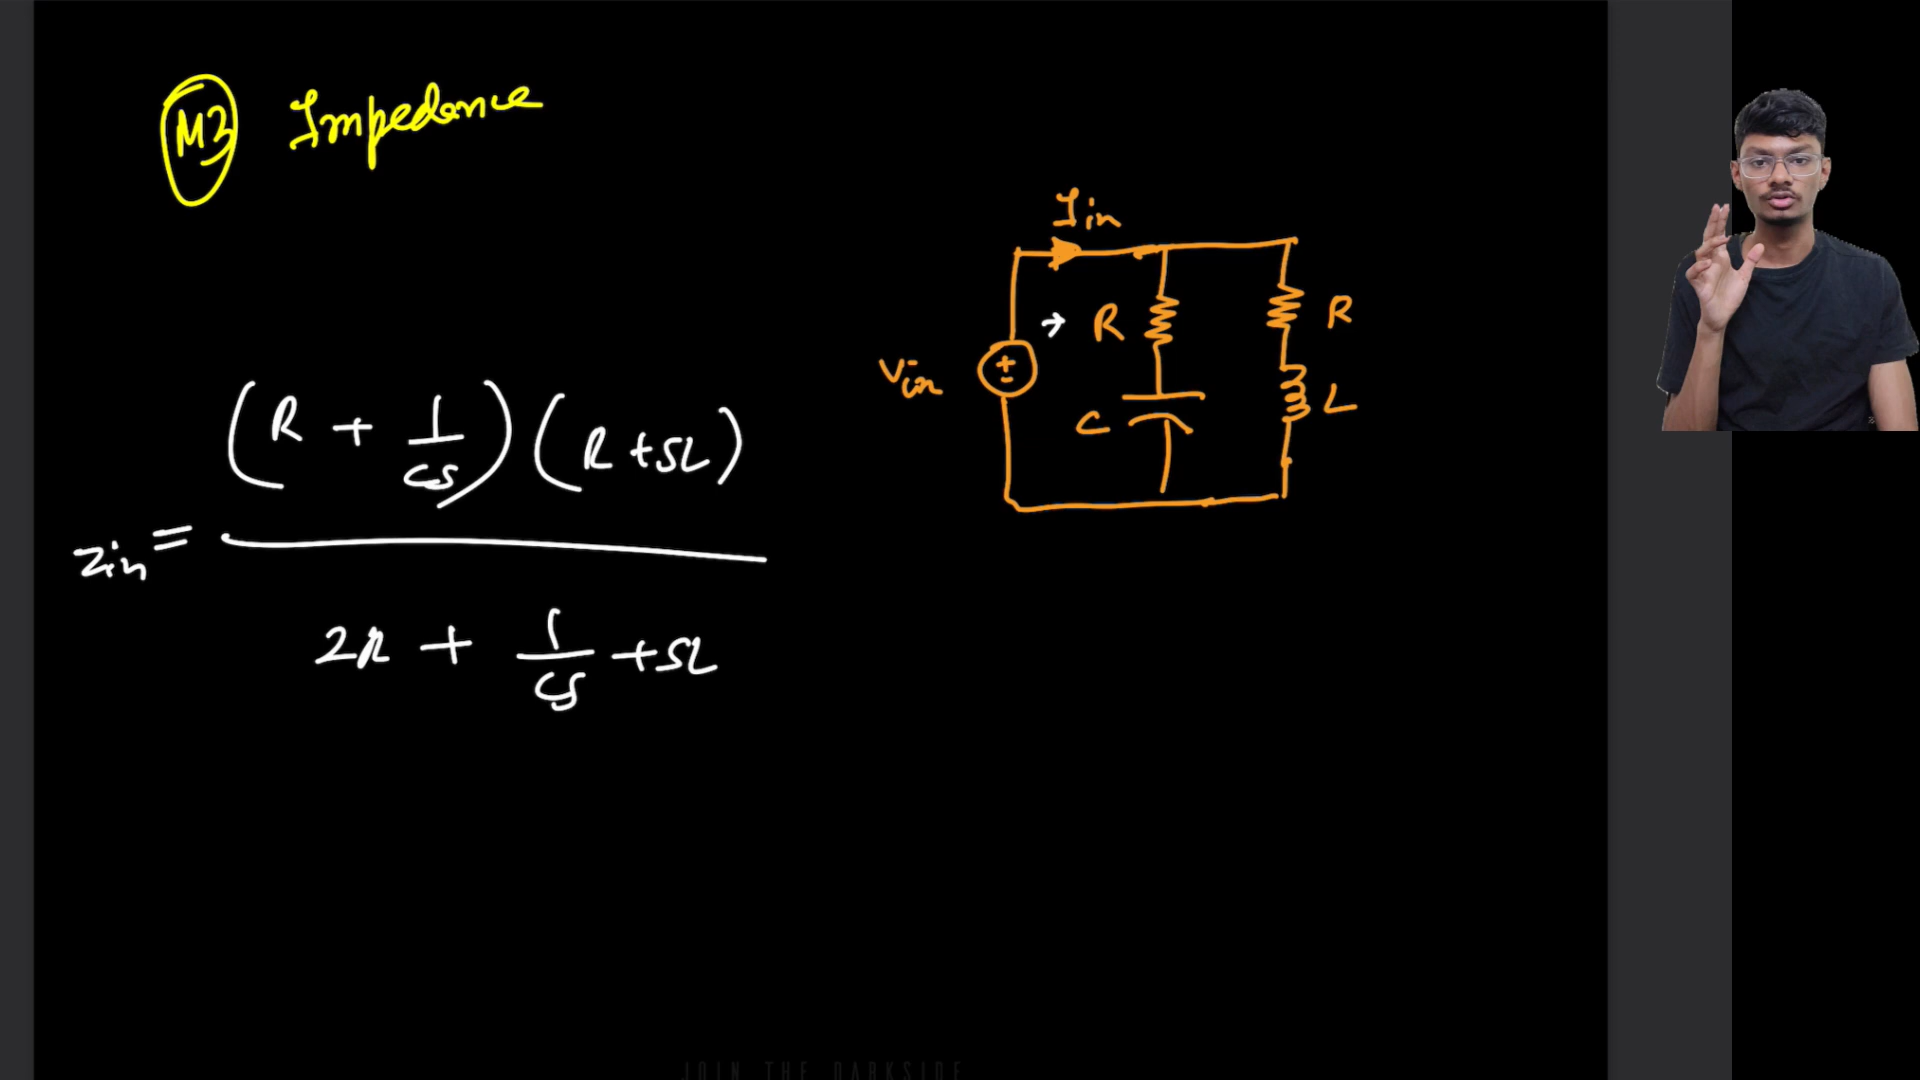 M3 Impedance
Iin
R
R
Vin
+
-
C
L
(R + 1/CS) (R + SL)
Zin =
2R + 1/CS + SL
JOIN THE DARKSIDE